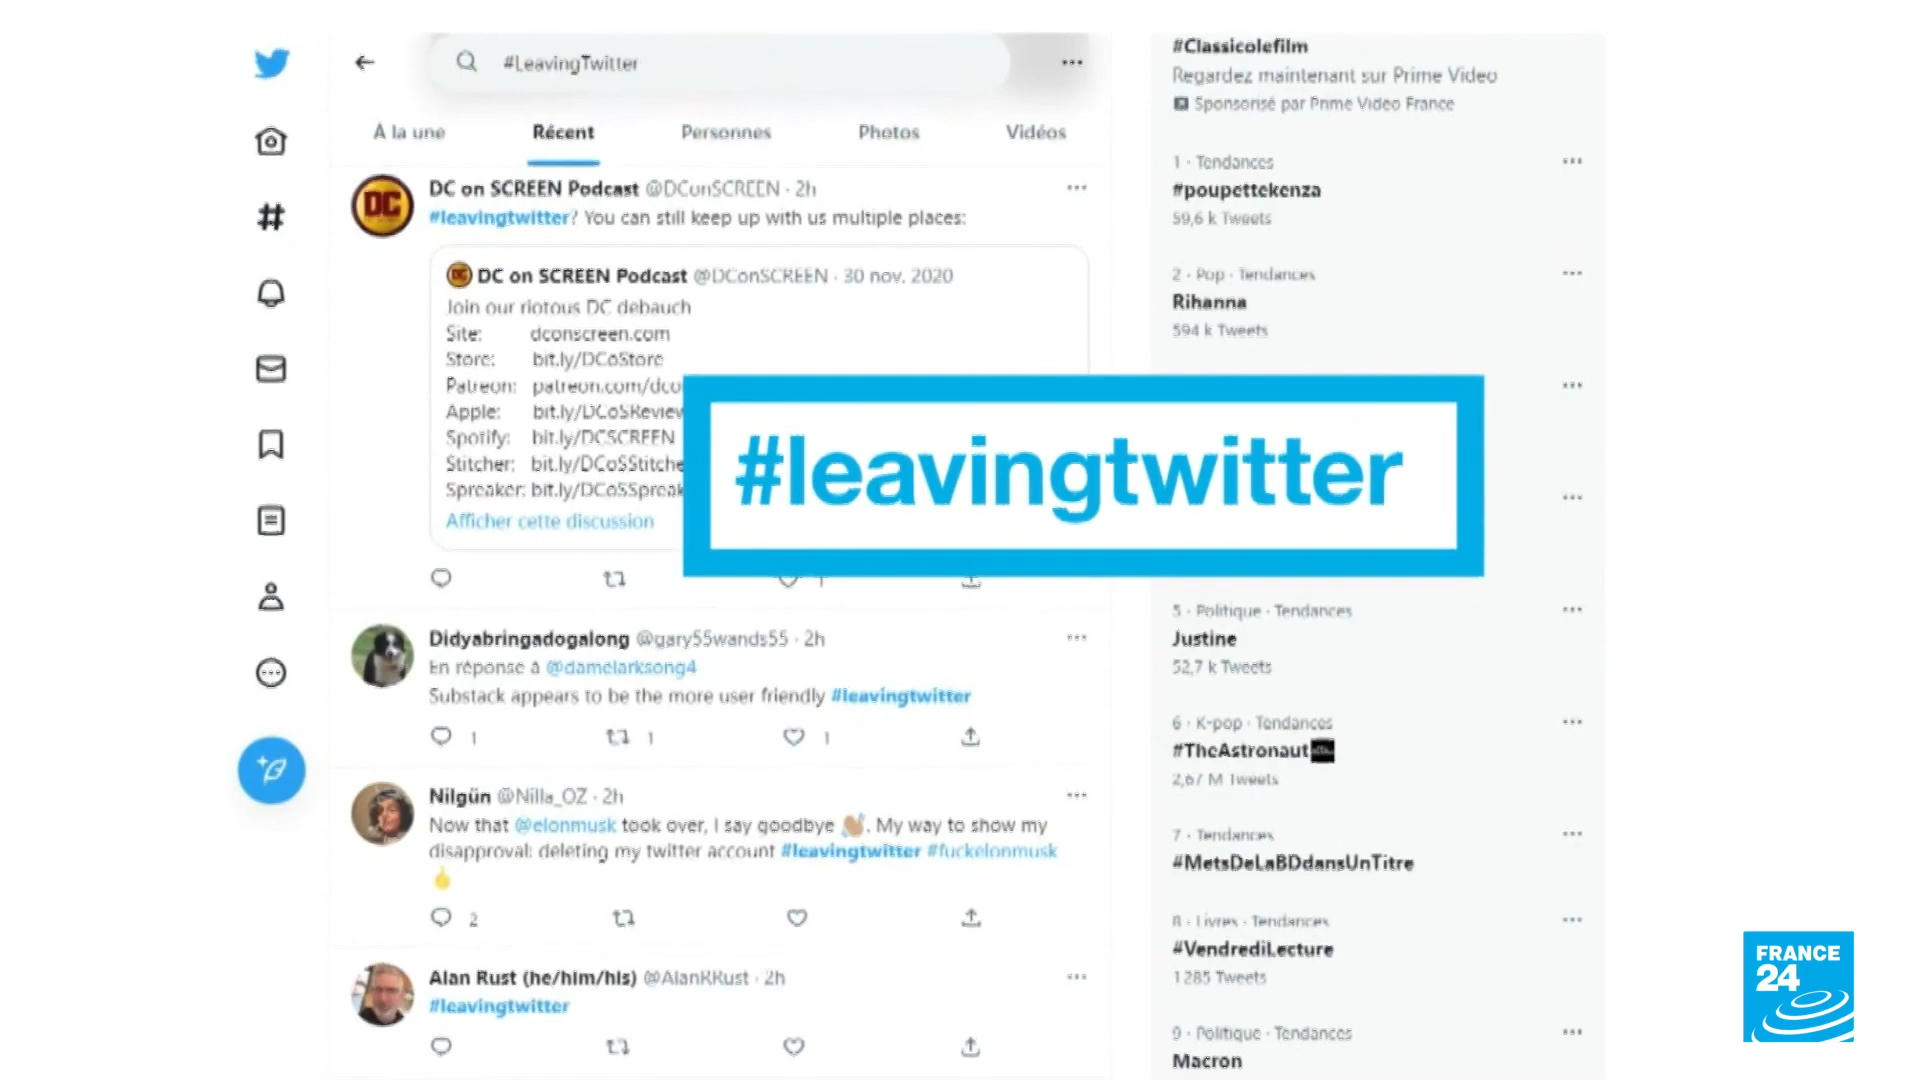 #LeavingTwitter
À la une
Récent
Personnes
Photos
Vidéos
DC on SCREEN Podcast @DConSCREEN · 2h
#leavingtwitter? You can still keep up with us multiple places:
DC on SCREEN Podcast @DConSCREEN · 30 nov. 2020
Join our riotous DC debauch
Site: dconscreen.com
Store: bit.ly/DCoStore
Patreon: patreon.com/dco
Apple: bit.ly/DCoSReview
Spotify: bit.ly/DCSCREEN
Stitcher: bit.ly/DCoSStitche
Spreaker: bit.ly/DCoSSpreak
Afficher cette discussion
1
#leavingtwitter
Didyabringadogalong @gary55wands55 · 2h
En réponse à @damelarksong4
Substack appears to be the more user friendly #leavingtwitter
1 1 1
Nilgün @Nilla_OZ · 2h
Now that @elonmusk took over, I say goodbye 👋🏽. My way to show my
disapproval: deleting my twitter account #leavingtwitter #fuckelonmusk
2
Alan Rust (he/him/his) @AlanRRust · 2h
#leavingtwitter
#Classicolefilm
Regardez maintenant sur Prime Video
Sponsorisé par Prime Video France
1 · Tendances
#poupettekenza
59,6 k Tweets
2 · Pop · Tendances
Rihanna
594 k Tweets
5 · Politique · Tendances
Justine
52,7 k Tweets
6 · K-pop · Tendances
#TheAstronaut
2,67 M Tweets
7 · Tendances
#MetsDeLaBDdansUnTitre
8 · Livres · Tendances
#VendrediLecture
1 285 Tweets
9 · Politique · Tendances
Macron
FRANCE
24